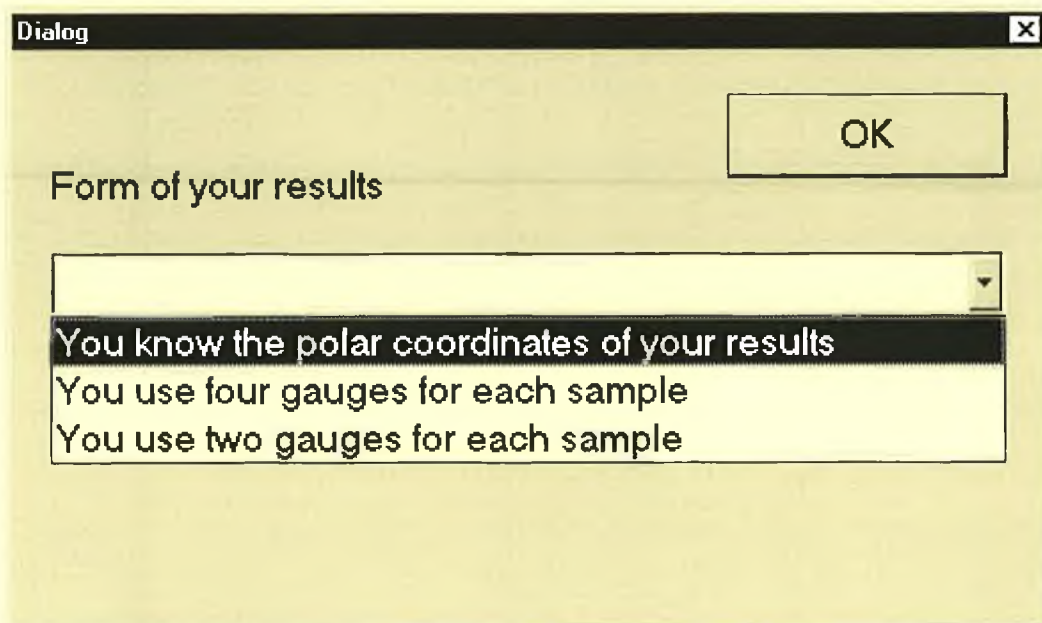 Dialog
OK
Form of your results
You know the polar coordinates of your results
You use four gauges for each sample
You use two gauges for each sample